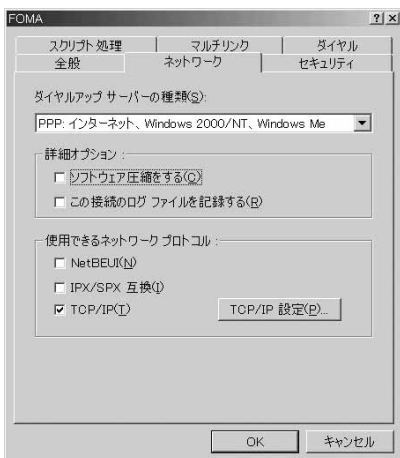 FOMA
スクリプト処理 マルチリンク ダイヤル
全般 ネットワーク セキュリティ
ダイヤルアップ サーバーの種類(S):
PPP: インターネット、Windows 2000/NT、Windows Me
詳細オプション :
ソフトウェア圧縮をする(C)
この接続のログ ファイルを記録する(R)
使用できるネットワーク プロトコル :
NetBEUI(N)
IPX/SPX 互換(I)
TCP/IP(T) TCP/IP 設定(P)...
OK キャンセル